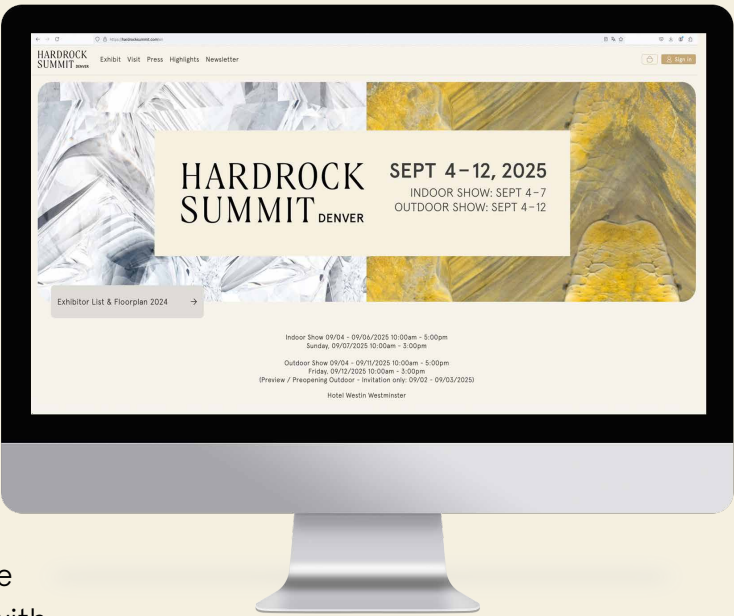 https://hardrocksummit.com/en
HARDROCK
SUMMIT DENVER
Exhibit Visit Press Highlights Newsletter
Sign in
HARDROCK
SUMMIT DENVER
SEPT 4–12, 2025
INDOOR SHOW: SEPT 4–7
OUTDOOR SHOW: SEPT 4–12
Exhibitor List & Floorplan 2024 →
Indoor Show 09/04 - 09/06/2025 10:00am - 5:00pm
Sunday, 09/07/2025 10:00am - 3:00pm
Outdoor Show 09/04 - 09/11/2025 10:00am - 5:00pm
Friday, 09/12/2025 10:00am - 3:00pm
(Preview / Preopening Outdoor - Invitation only: 09/02 - 09/03/2025)
Hotel Westin Westminster